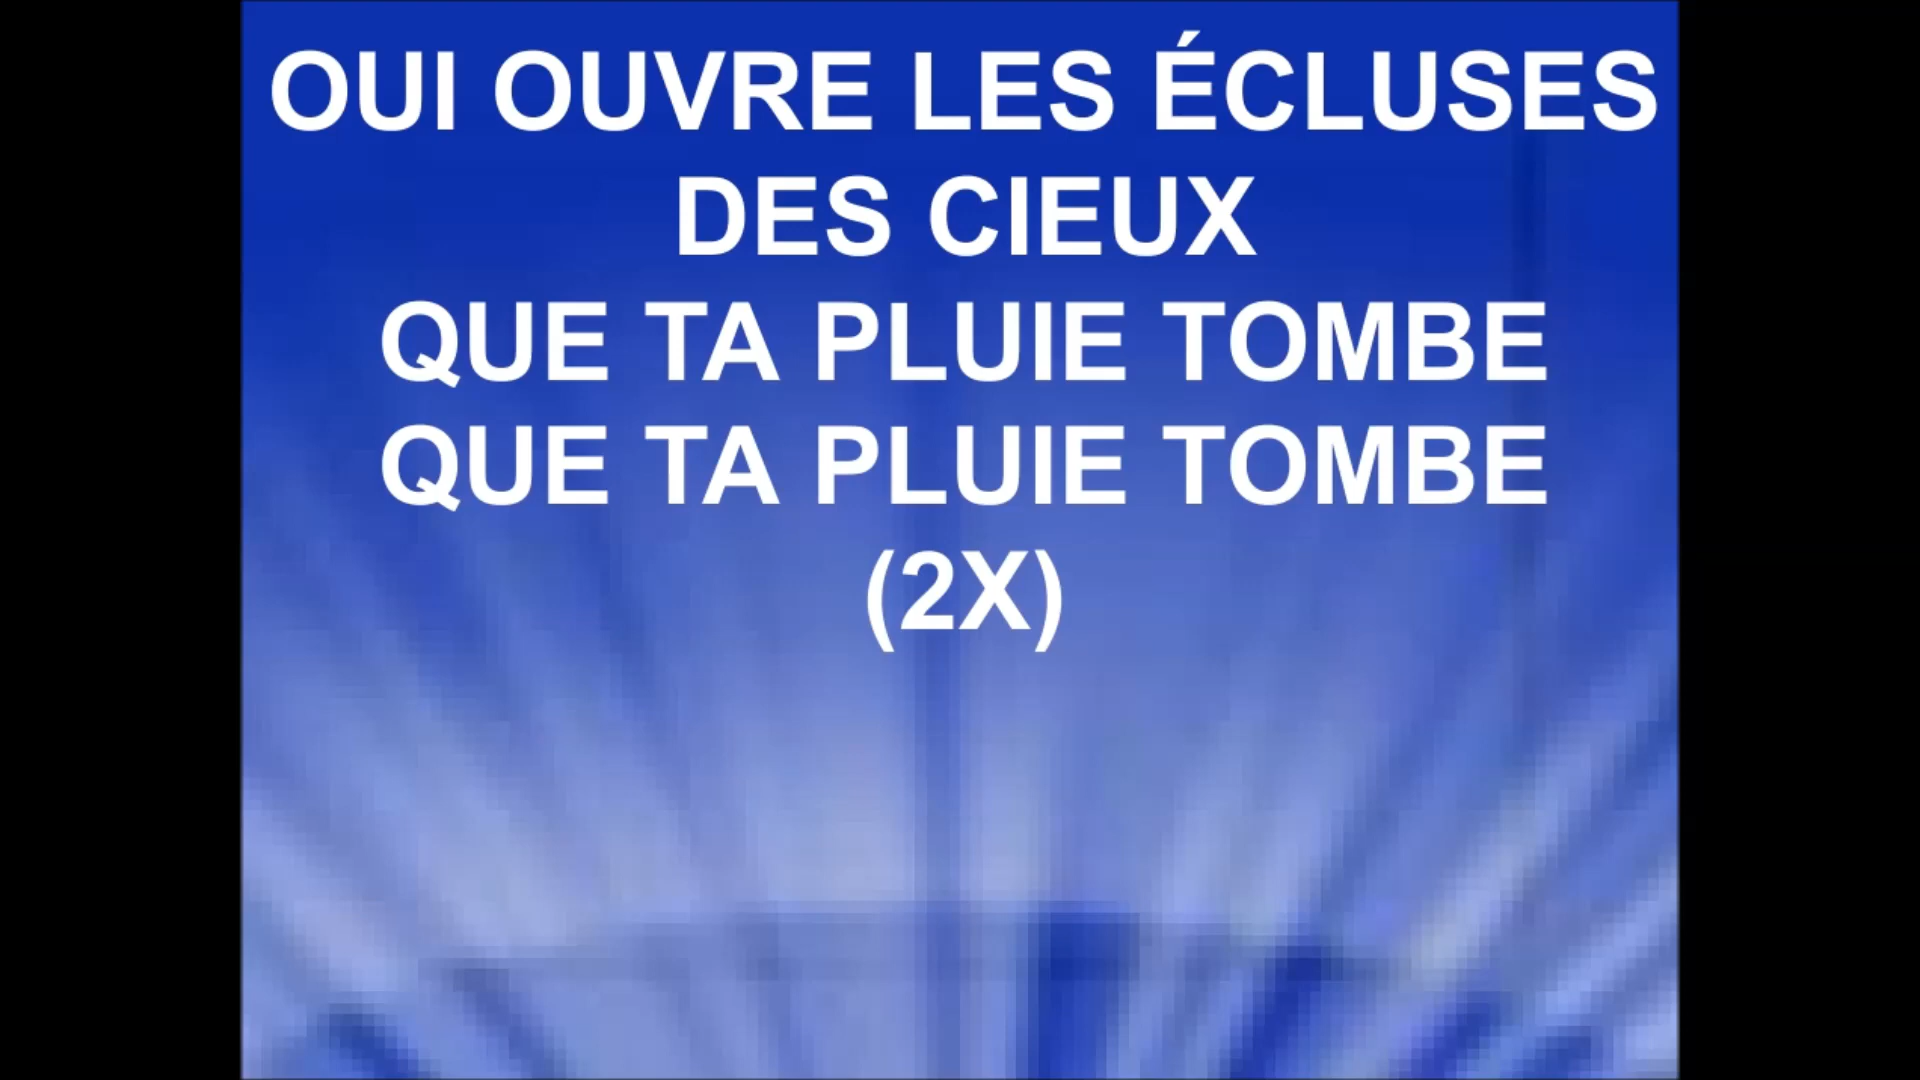 OUI OUVRE LES ÉCLUSES
DES CIEUX
QUE TA PLUIE TOMBE
QUE TA PLUIE TOMBE
(2X)